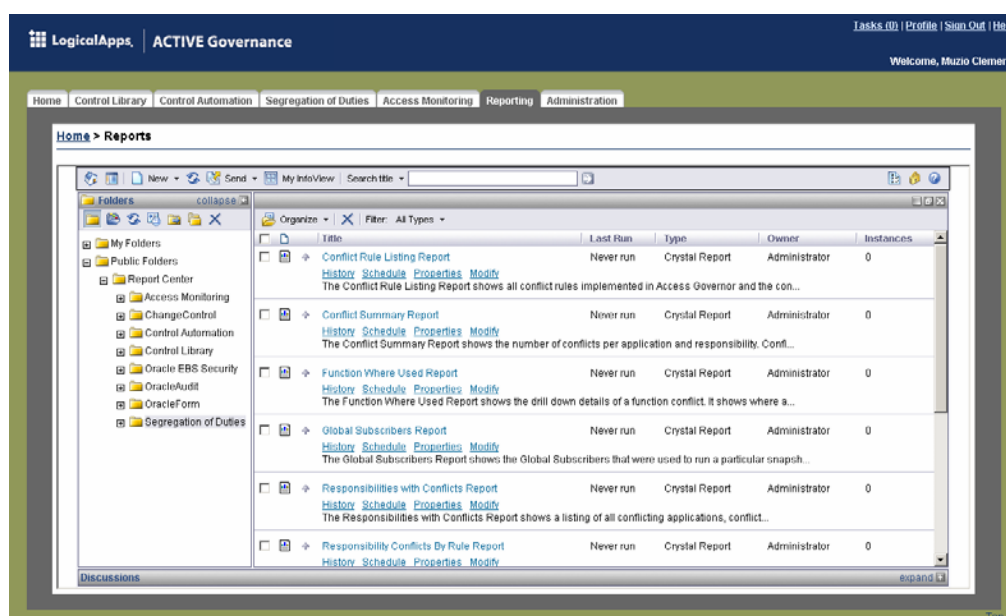 Tasks (0) | Profile | Sign Out | He
LogicalApps. ACTIVE Governance
Welcome, Muzio Clemen
Home Control Library Control Automation Segregation of Duties Access Monitoring Reporting Administration
Home > Reports
New Send My InfoView Search title
Folders collapse
Organize Filter: All Types
Title Last Run Type Owner Instances
My Folders
Public Folders
Report Center
Access Monitoring
ChangeControl
Control Automation
Control Library
Oracle EBS Security
OracleAudit
OracleForm
Segregation of Duties
Conflict Rule Listing Report Never run Crystal Report Administrator 0
History Schedule Properties Modify
The Conflict Rule Listing Report shows all conflict rules implemented in Access Governor and the con...
Conflict Summary Report Never run Crystal Report Administrator 0
History Schedule Properties Modify
The Conflict Summary Report shows the number of conflicts per application and responsibility. Confl...
Function Where Used Report Never run Crystal Report Administrator 0
History Schedule Properties Modify
The Function Where Used Report shows the drill down details of a function conflict. It shows where a...
Global Subscribers Report Never run Crystal Report Administrator 0
History Schedule Properties Modify
The Global Subscribers Report shows the Global Subscribers that were used to run a particular snapsh...
Responsibilities with Conflicts Report Never run Crystal Report Administrator 0
History Schedule Properties Modify
The Responsibilities with Conflicts Report shows a listing of all conflicting applications, conflict...
Responsibility Conflicts By Rule Report Never run Crystal Report Administrator 0
History Schedule Properties Modify
Discussions expand